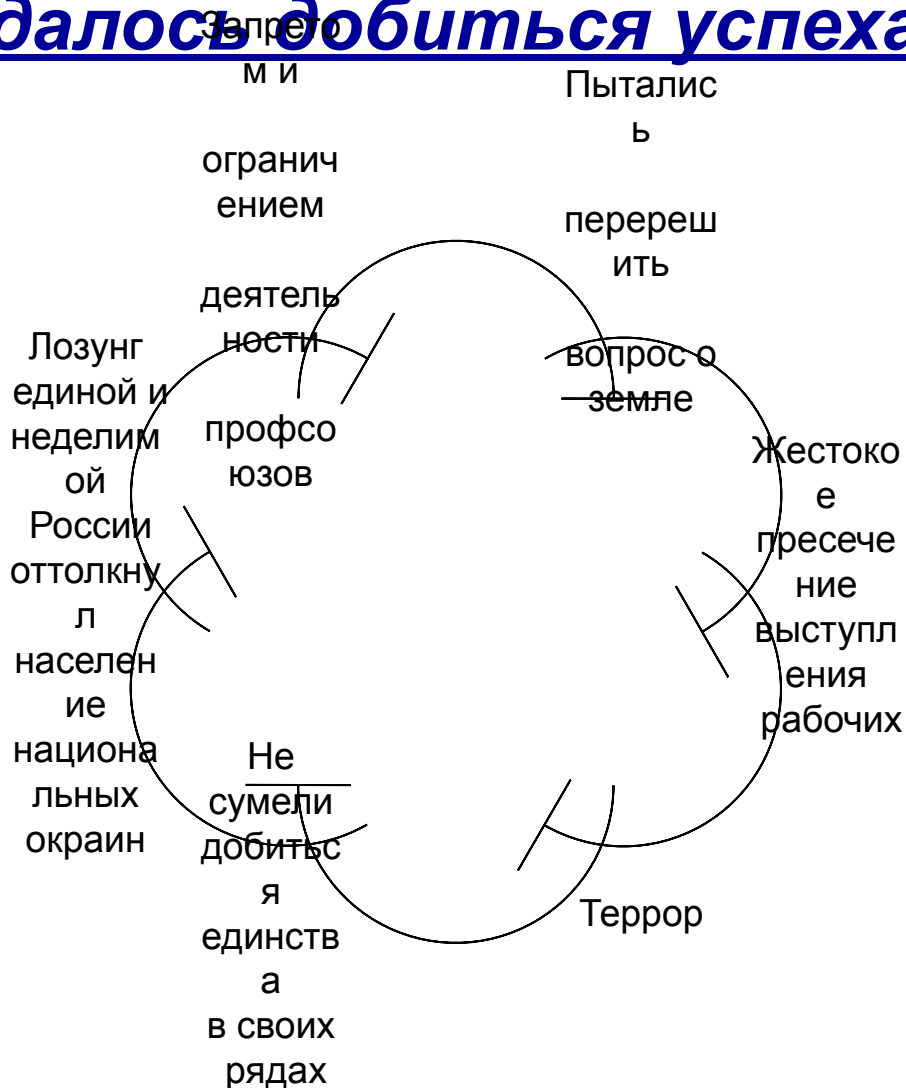 далось добиться успеха
Запрето
м и
огранич
ением
деятель
ности
профсо
юзов
Пыталис
ь
перереш
ить
вопрос о
земле
Жестоко
е
пресече
ние
выступл
ения
рабочих
Террор
Не
сумели
добитьс
я
единств
а
в своих
рядах
Лозунг
единой и
неделим
ой
России
оттолкну
л
населен
ие
национа
льных
окраин